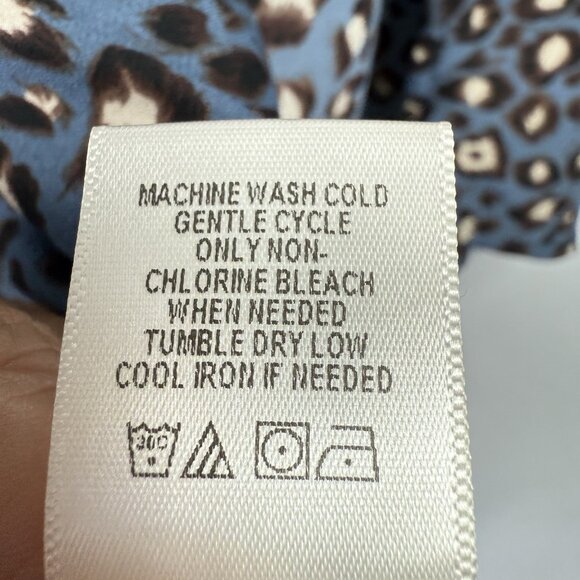 MACHINE WASH COLD
GENTLE CYCLE
ONLY NON-
CHLORINE BLEACH
WHEN NEEDED
TUMBLE DRY LOW
COOL IRON IF NEEDED
30C